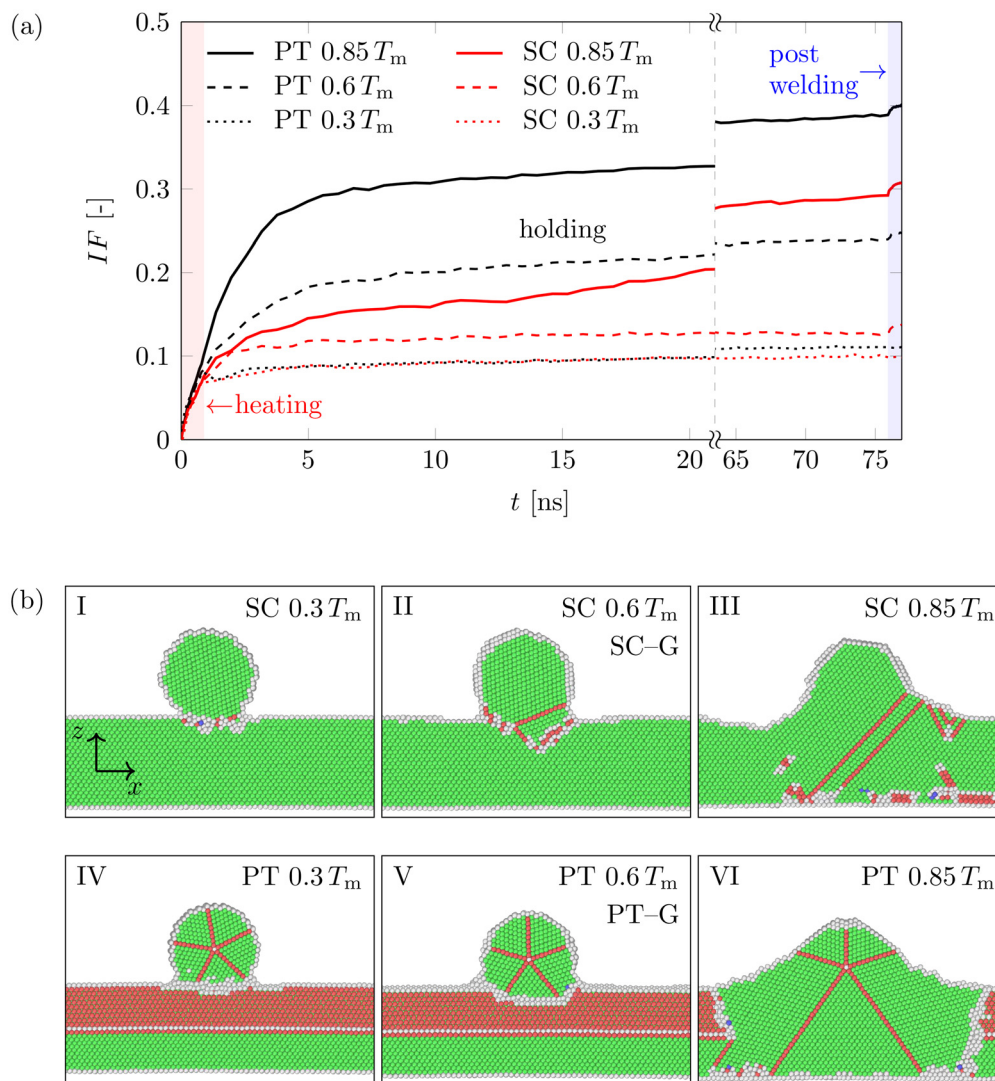 (a)
0.5
0.4
0.3
0.2
0.1
0
IF [-]
PT 0.85 Tm
PT 0.6 Tm
PT 0.3 Tm
SC 0.85 Tm
SC 0.6 Tm
SC 0.3 Tm
post
welding→
holding
←heating
0 5 10 15 20 65 70 75
t [ns]
(b)
I SC 0.3 Tm
z
x
II SC 0.6 Tm
SC–G
III SC 0.85 Tm
IV PT 0.3 Tm
V PT 0.6 Tm
PT–G
VI PT 0.85 Tm